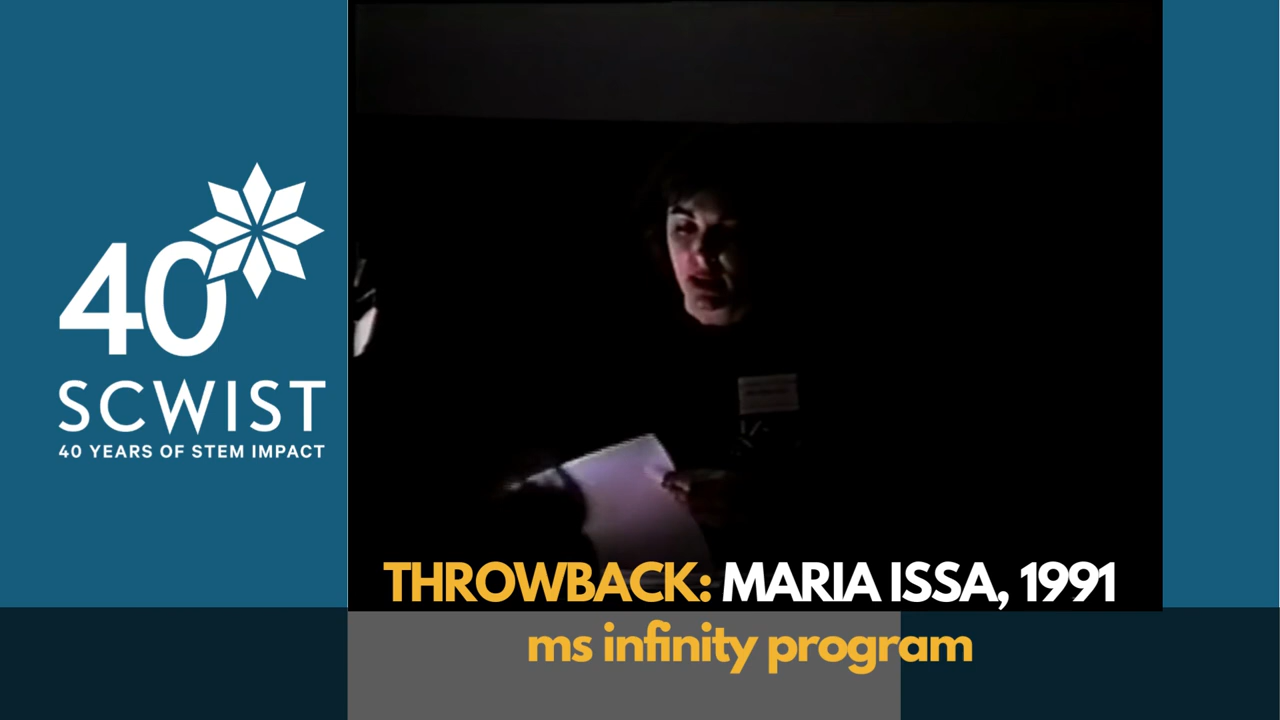 40
SCWIST
40 YEARS OF STEM IMPACT
THROWBACK: MARIA ISSA, 1991
ms infinity program